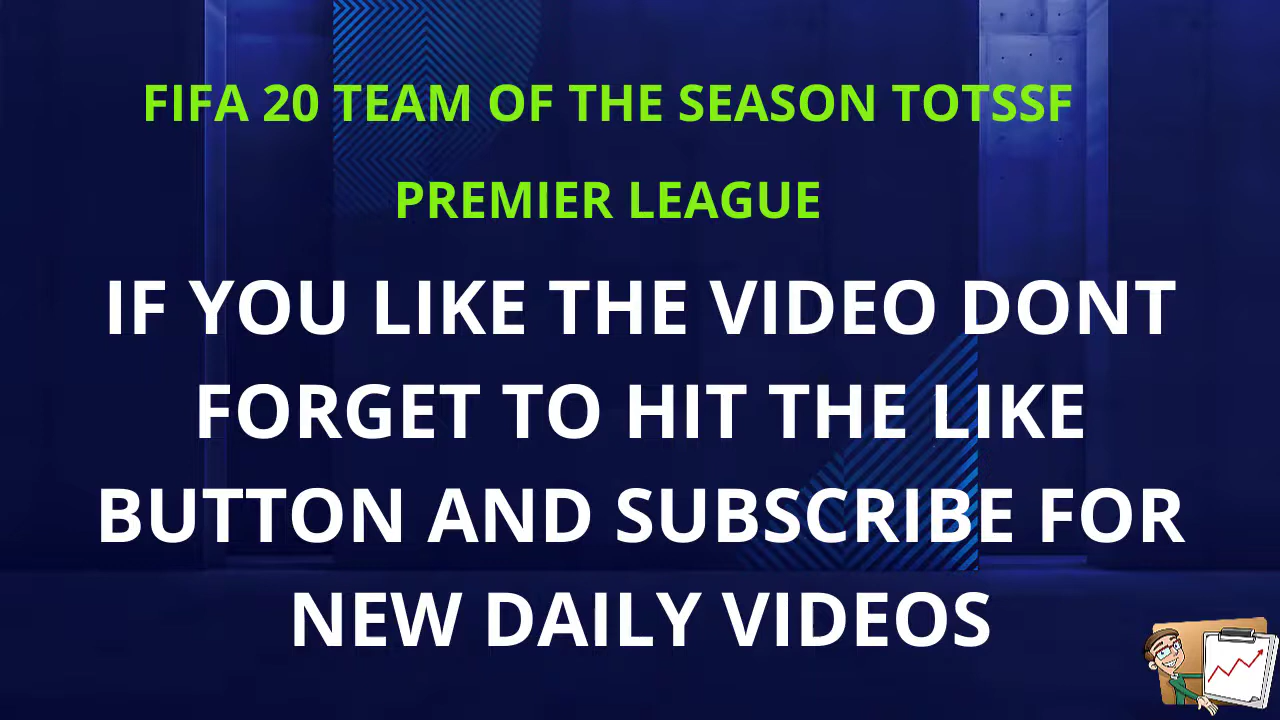 FIFA 20 TEAM OF THE SEASON TOTSSF
PREMIER LEAGUE
IF YOU LIKE THE VIDEO DONT
FORGET TO HIT THE LIKE
BUTTON AND SUBSCRIBE FOR
NEW DAILY VIDEOS